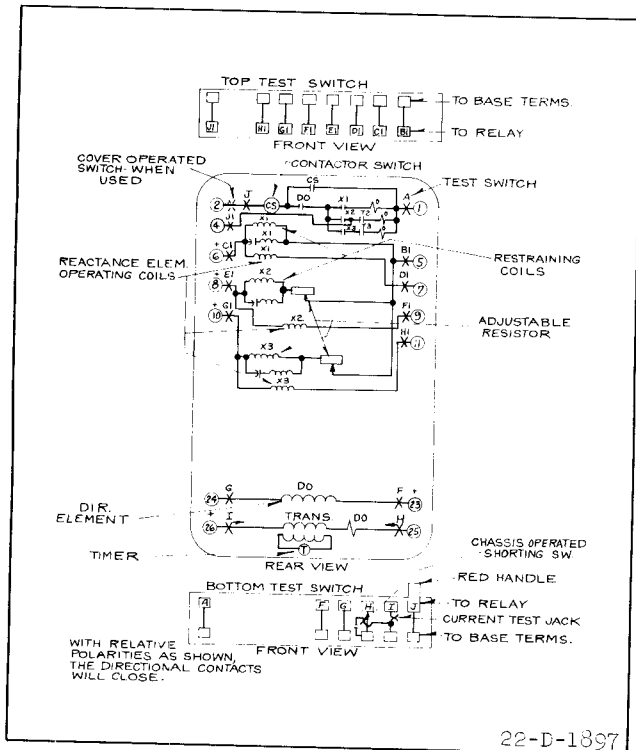 TOP TEST SWITCH
TO BASE TERMS.
J1 H1 G1 F1 E1 D1 C1 B1
TO RELAY
FRONT VIEW
COVER OPERATED
SWITCH-WHEN
USED
CONTACTOR SWITCH
TEST SWITCH
CS
2 J CS DO X1 O A 1
4 J1 X2 T2 O
X3 T3 O
+ 6 C1 X1
X1
X1
B1 5
REACTANCE ELEM.
OPERATING COILS
RESTRAINING
COILS
+ 8 E1 X2
D1 7
+ 10 G1 X2
F1 9
ADJUSTABLE
RESISTOR
X3
H1 11
X3
DIR.
ELEMENT
24 G DO F + 23
+ 26 I TRANS. DO H 25
TIMER
T
REAR VIEW
CHASSIS OPERATED
SHORTING SW.
RED HANDLE
BOTTOM TEST SWITCH
A F G H I J
TO RELAY
CURRENT TEST JACK
TO BASE TERMS.
FRONT VIEW
WITH RELATIVE
POLARITIES AS SHOWN,
THE DIRECTIONAL CONTACTS
WILL CLOSE.
22-D-1897